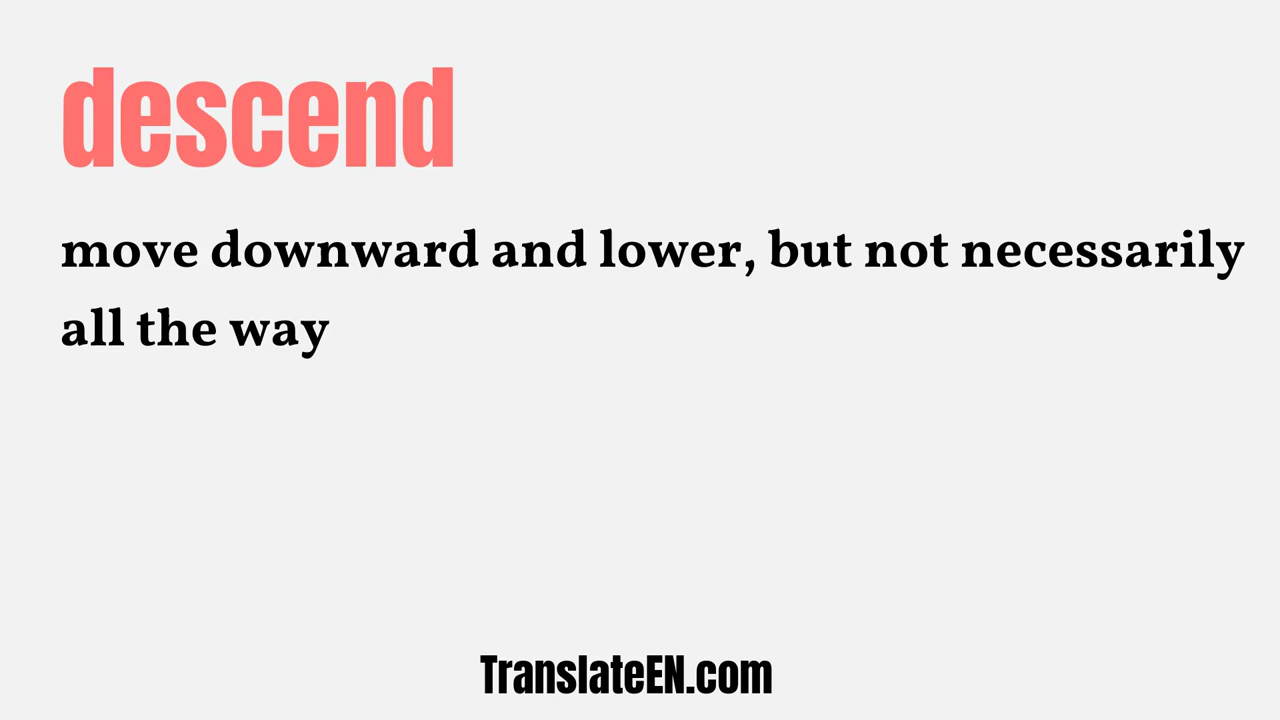 descend
move downward and lower, but not necessarily
all the way
TranslateEN.com